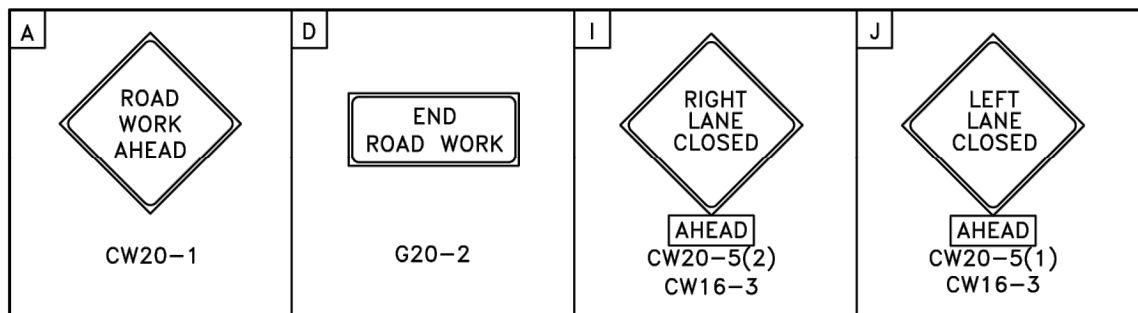 A
ROAD
WORK
AHEAD
CW20-1
D
END
ROAD WORK
G20-2
I
RIGHT
LANE
CLOSED
AHEAD
CW20-5(2)
CW16-3
J
LEFT
LANE
CLOSED
AHEAD
CW20-5(1)
CW16-3